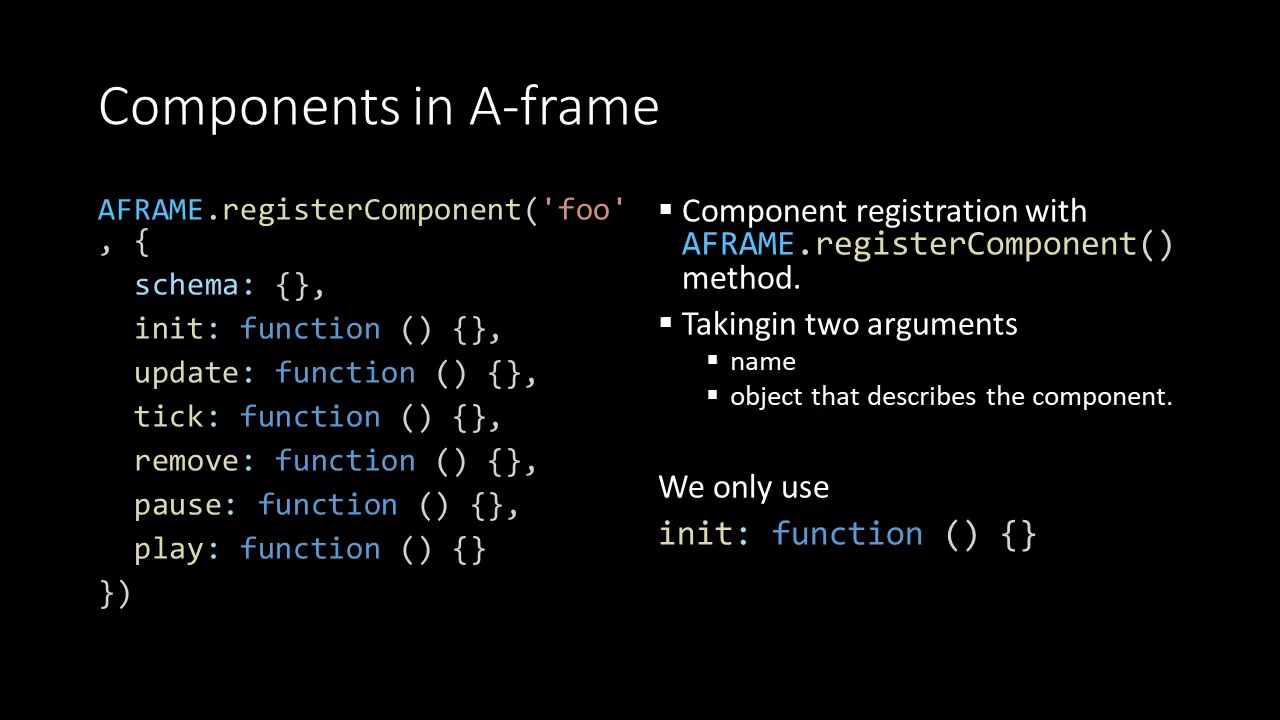 Components in A-frame
AFRAME.registerComponent('foo'
, {
schema: {},
init: function () {},
update: function () {},
tick: function () {},
remove: function () {},
pause: function () {},
play: function () {}
})
▪ Component registration with
AFRAME.registerComponent()
method.
▪ Takingin two arguments
▪ name
▪ object that describes the component.
We only use
init: function () {}